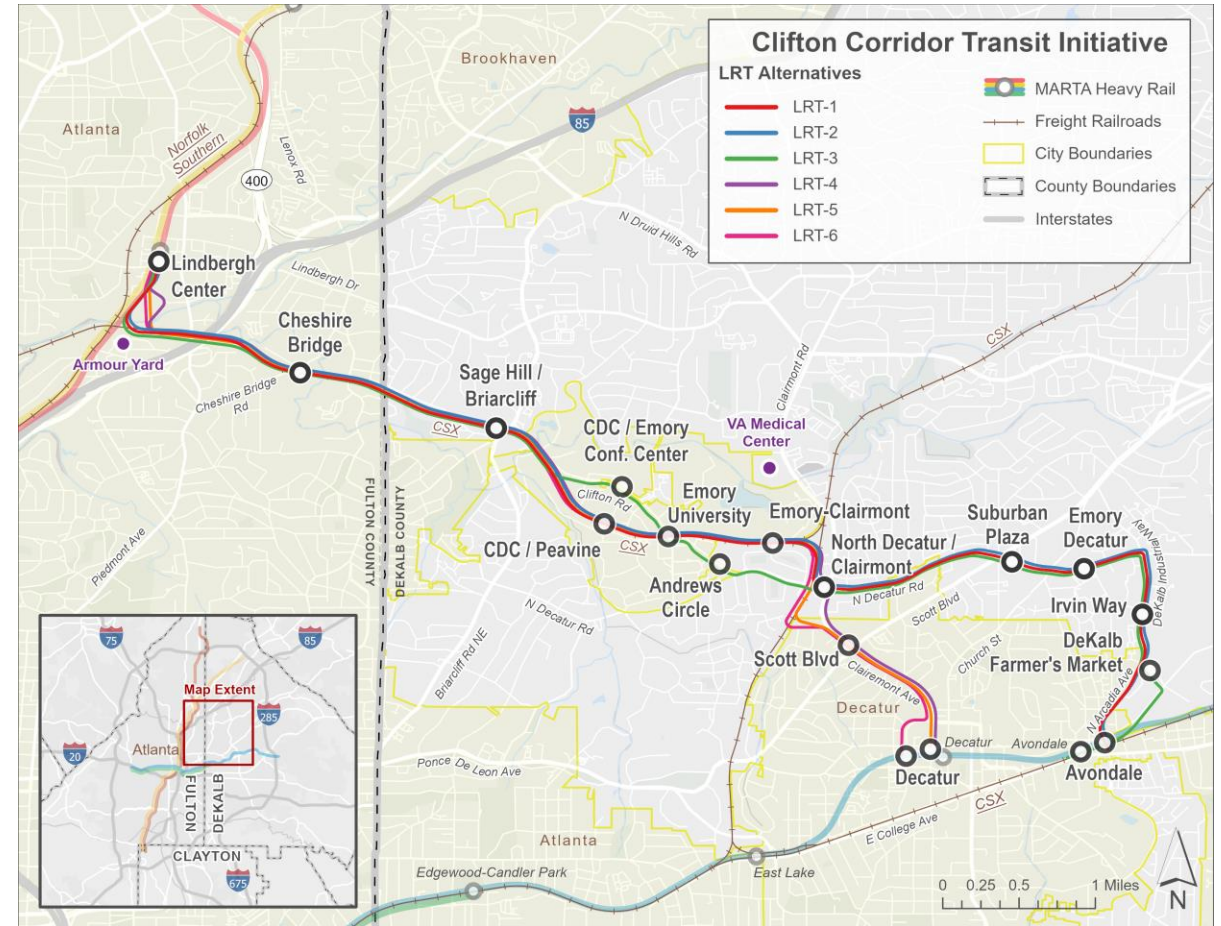 Clifton Corridor Transit Initiative
LRT Alternatives
LRT-1
LRT-2
LRT-3
LRT-4
LRT-5
LRT-6
MARTA Heavy Rail
Freight Railroads
City Boundaries
County Boundaries
Interstates
Brookhaven
85
Atlanta
Norfolk
Southern
Lenox Rd
400
N Druid Hills Rd
Lindbergh
Center
Lindbergh Dr
Cheshire
Bridge
Armour Yard
Cheshire Bridge
Rd
CSX
Clairmont Rd
Sage Hill /
Briarcliff
CSX
CDC / Emory
Conf. Center
VA Medical
Center
Clifton Rd
Emory
University
Emory-Clairmont
Suburban
Plaza
Emory
Decatur
DeKalb Industrial Way
FULTON COUNTY
DEKALB COUNTY
CDC / Peavine
CSX
North Decatur /
Clairmont
Andrews
Circle
N Decatur Rd
Scott Blvd
Irvin Way
Piedmont Ave
N Decatur Rd
Briarcliff Rd NE
Scott Blvd
Church St
DeKalb
Farmer's Market
Clairemont Ave
N Arcadia Ave
Decatur
Decatur
Decatur
Avondale
Avondale
Ponce De Leon Ave
CSX
E College Ave
Atlanta
East Lake
Edgewood-Candler Park
75
85
Map Extent
285
Atlanta
20
FULTON
DEKALB
CLAYTON
675
0 0.25 0.5 1 Miles
N